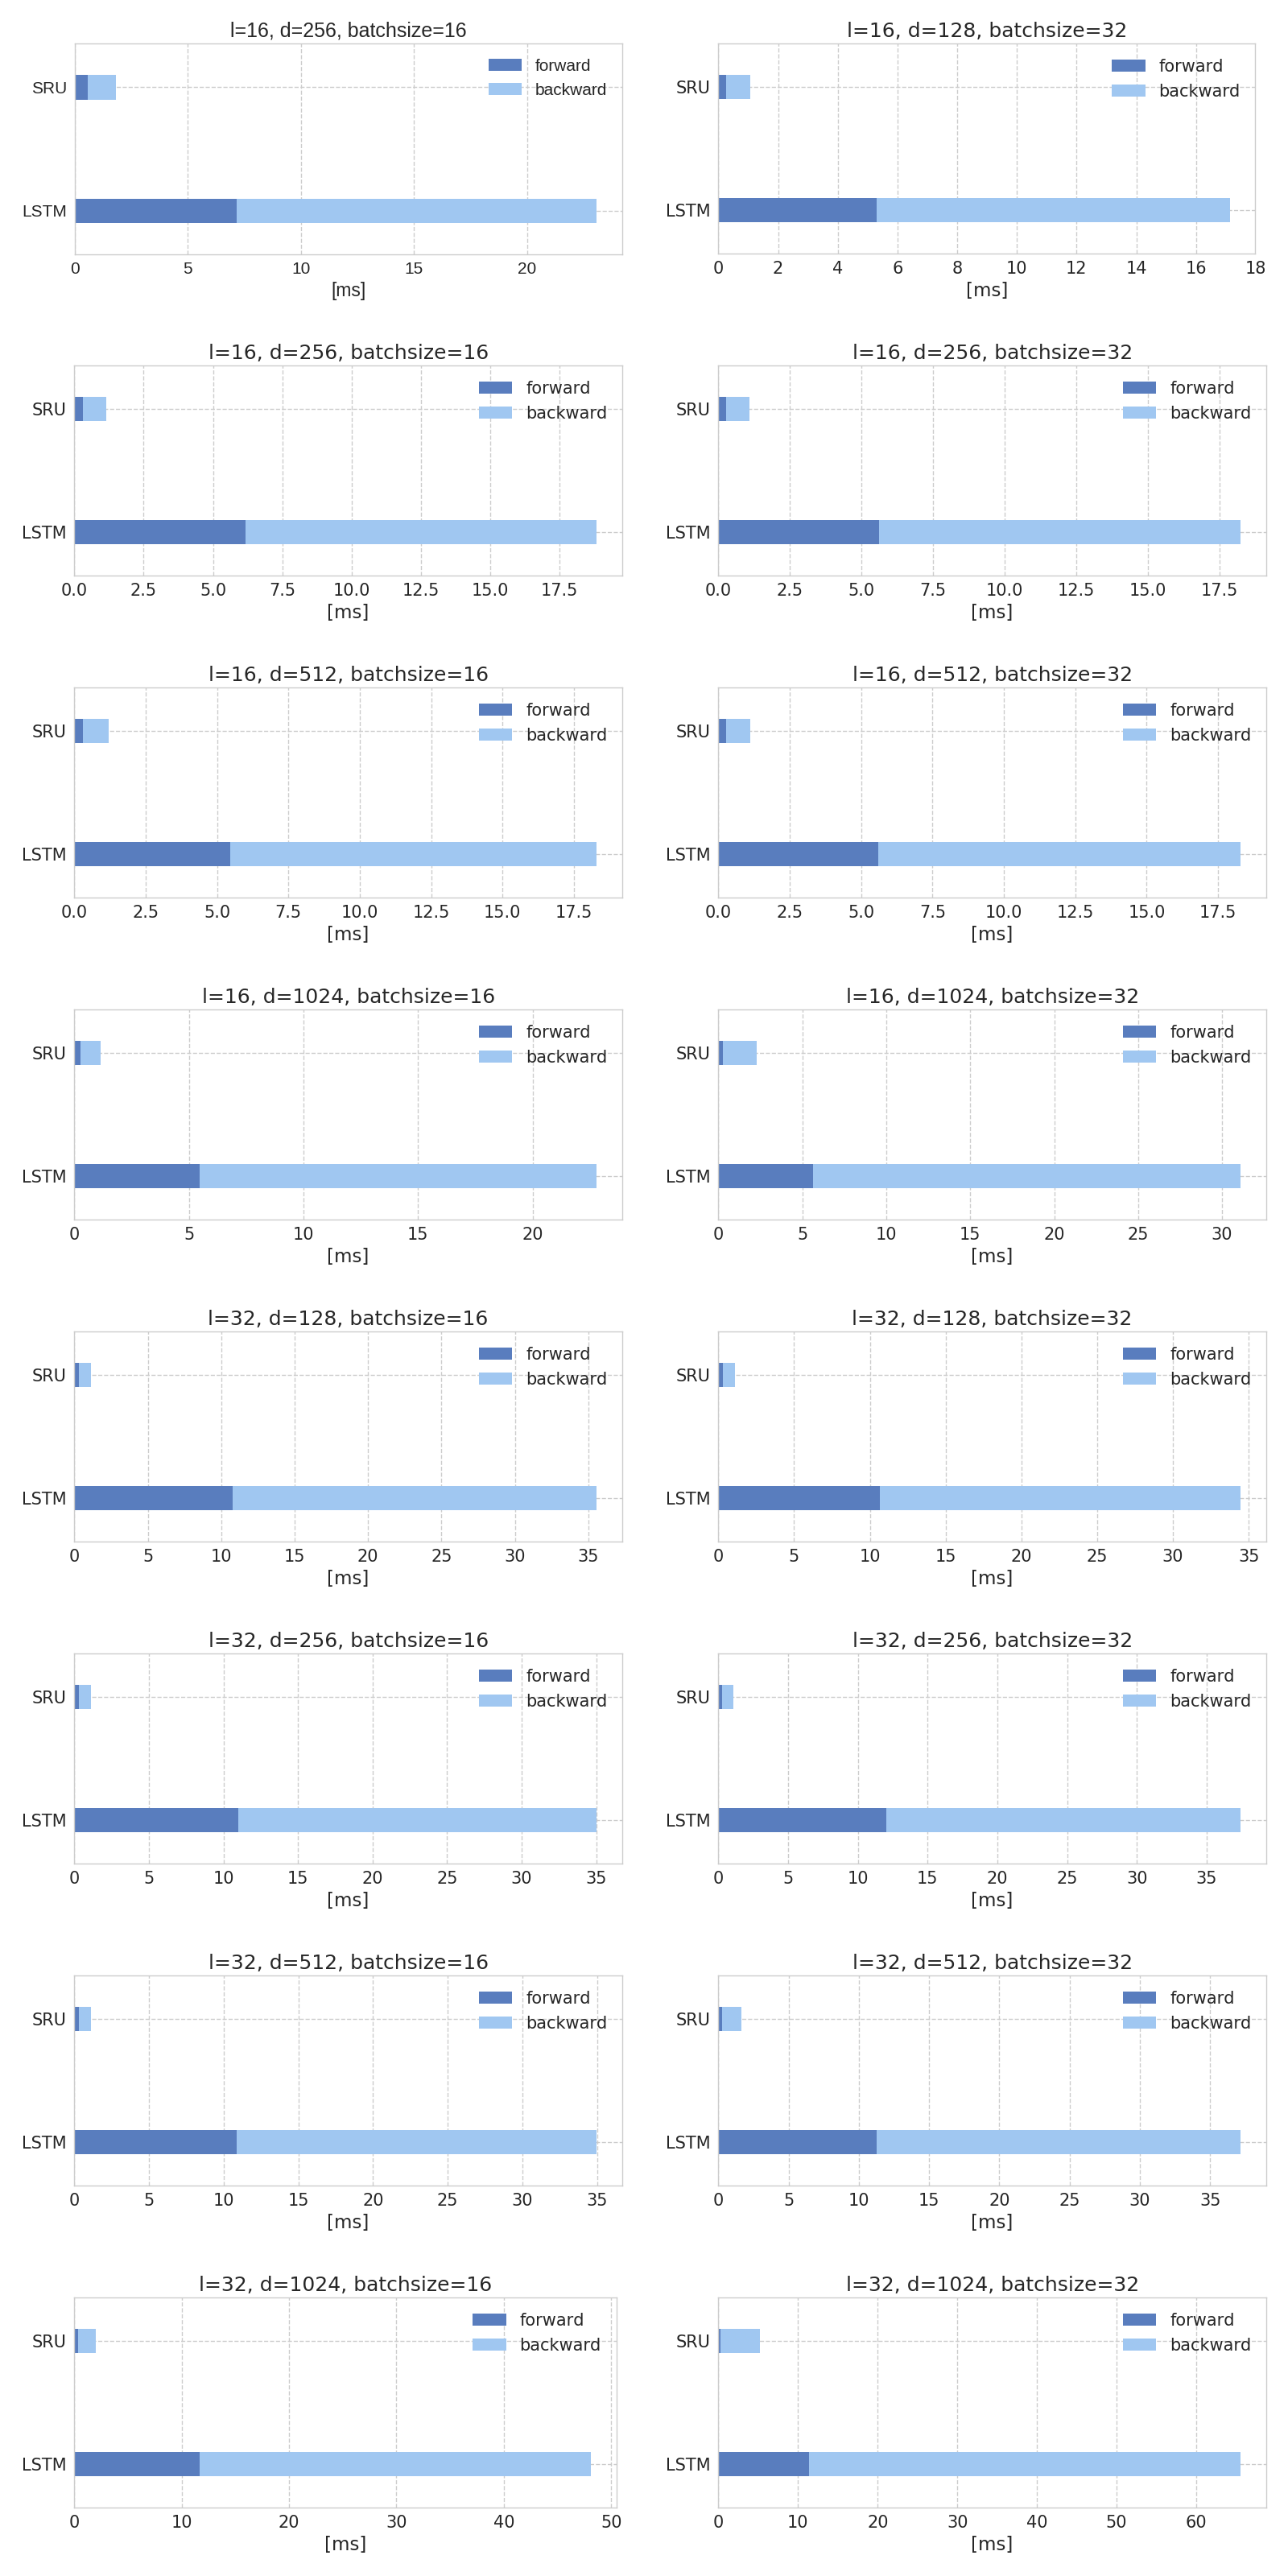 l=16, d=256, batchsize=16
forward
backward
SRU
LSTM
0 5 10 15 20
[ms]
l=16, d=128, batchsize=32
forward
backward
SRU
LSTM
0 2 4 6 8 10 12 14 16 18
[ms]
l=16, d=256, batchsize=16
forward
backward
SRU
LSTM
0.0 2.5 5.0 7.5 10.0 12.5 15.0 17.5
[ms]
l=16, d=256, batchsize=32
forward
backward
SRU
LSTM
0.0 2.5 5.0 7.5 10.0 12.5 15.0 17.5
[ms]
l=16, d=512, batchsize=16
forward
backward
SRU
LSTM
0.0 2.5 5.0 7.5 10.0 12.5 15.0 17.5
[ms]
l=16, d=512, batchsize=32
forward
backward
SRU
LSTM
0.0 2.5 5.0 7.5 10.0 12.5 15.0 17.5
[ms]
l=16, d=1024, batchsize=16
forward
backward
SRU
LSTM
0 5 10 15 20
[ms]
l=16, d=1024, batchsize=32
forward
backward
SRU
LSTM
0 5 10 15 20 25 30
[ms]
l=32, d=128, batchsize=16
forward
backward
SRU
LSTM
0 5 10 15 20 25 30 35
[ms]
l=32, d=128, batchsize=32
forward
backward
SRU
LSTM
0 5 10 15 20 25 30 35
[ms]
l=32, d=256, batchsize=16
forward
backward
SRU
LSTM
0 5 10 15 20 25 30 35
[ms]
l=32, d=256, batchsize=32
forward
backward
SRU
LSTM
0 5 10 15 20 25 30 35
[ms]
l=32, d=512, batchsize=16
forward
backward
SRU
LSTM
0 5 10 15 20 25 30 35
[ms]
l=32, d=512, batchsize=32
forward
backward
SRU
LSTM
0 5 10 15 20 25 30 35
[ms]
l=32, d=1024, batchsize=16
forward
backward
SRU
LSTM
0 10 20 30 40 50
[ms]
l=32, d=1024, batchsize=32
forward
backward
SRU
LSTM
0 10 20 30 40 50 60
[ms]